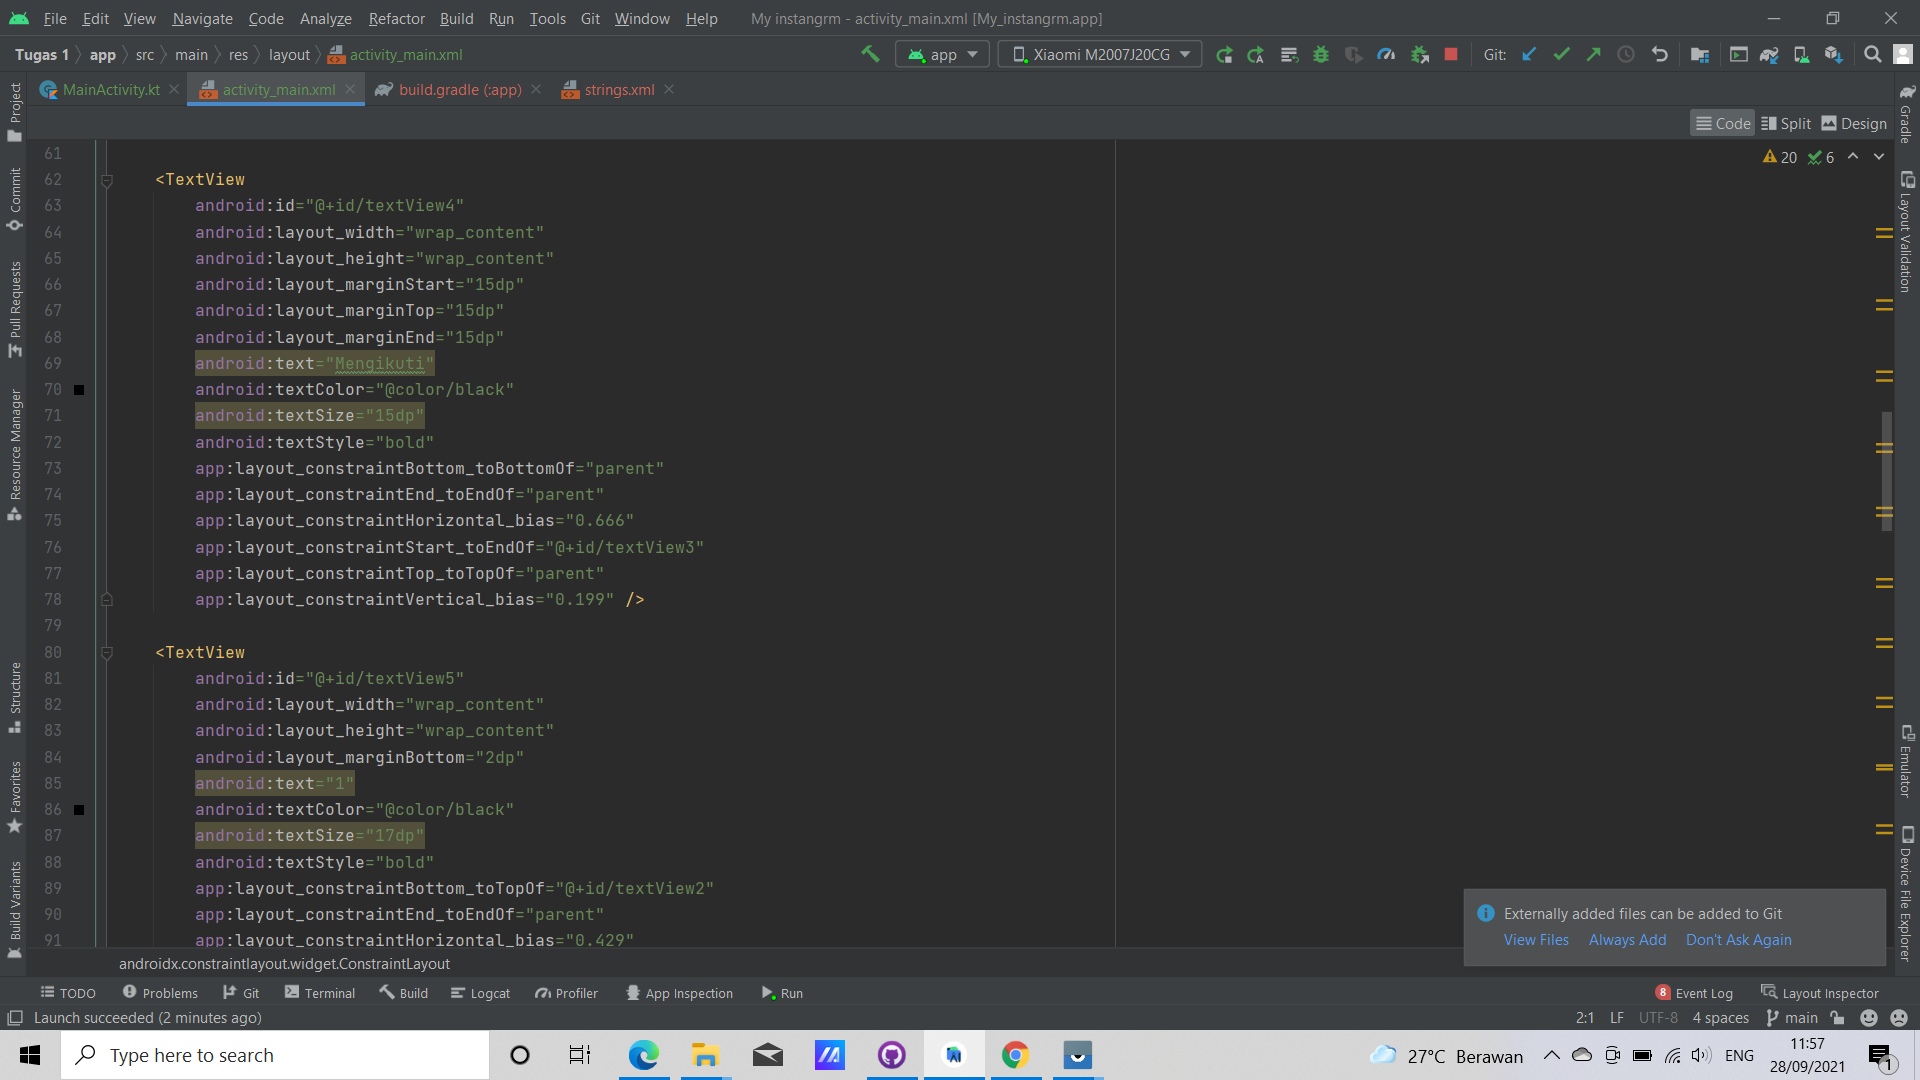 File Edit View Navigate Code Analyze Refactor Build Run Tools Git Window Help My instangrm - activity_main.xml [My_instangrm.app]
Tugas 1 app src main res layout activity_main.xml app Xiaomi M2007J20CG Git:
MainActivity.kt activity_main.xml build.gradle (:app) strings.xml
Code Split Design
20 6
Project
Commit
Pull Requests
Resource Manager
Structure
Favorites
Build Variants
61
62 <TextView
63 android:id="@+id/textView4"
64 android:layout_width="wrap_content"
65 android:layout_height="wrap_content"
66 android:layout_marginStart="15dp"
67 android:layout_marginTop="15dp"
68 android:layout_marginEnd="15dp"
69 android:text="Mengikuti"
70 android:textColor="@color/black"
71 android:textSize="15dp"
72 android:textStyle="bold"
73 app:layout_constraintBottom_toBottomOf="parent"
74 app:layout_constraintEnd_toEndOf="parent"
75 app:layout_constraintHorizontal_bias="0.666"
76 app:layout_constraintStart_toEndOf="@+id/textView3"
77 app:layout_constraintTop_toTopOf="parent"
78 app:layout_constraintVertical_bias="0.199" />
79
80 <TextView
81 android:id="@+id/textView5"
82 android:layout_width="wrap_content"
83 android:layout_height="wrap_content"
84 android:layout_marginBottom="2dp"
85 android:text="1"
86 android:textColor="@color/black"
87 android:textSize="17dp"
88 android:textStyle="bold"
89 app:layout_constraintBottom_toTopOf="@+id/textView2"
90 app:layout_constraintEnd_toEndOf="parent"
91 app:layout_constraintHorizontal_bias="0.429"
Gradle
Layout Validation
Emulator
Device File Explorer
Externally added files can be added to Git
View Files Always Add Don't Ask Again
androidx.constraintlayout.widget.ConstraintLayout
TODO Problems Git Terminal Build Logcat Profiler App Inspection Run 8 Event Log Layout Inspector
Launch succeeded (2 minutes ago) 2:1 LF UTF-8 4 spaces main
Type here to search 27°C Berawan ENG 11:57
28/09/2021 1